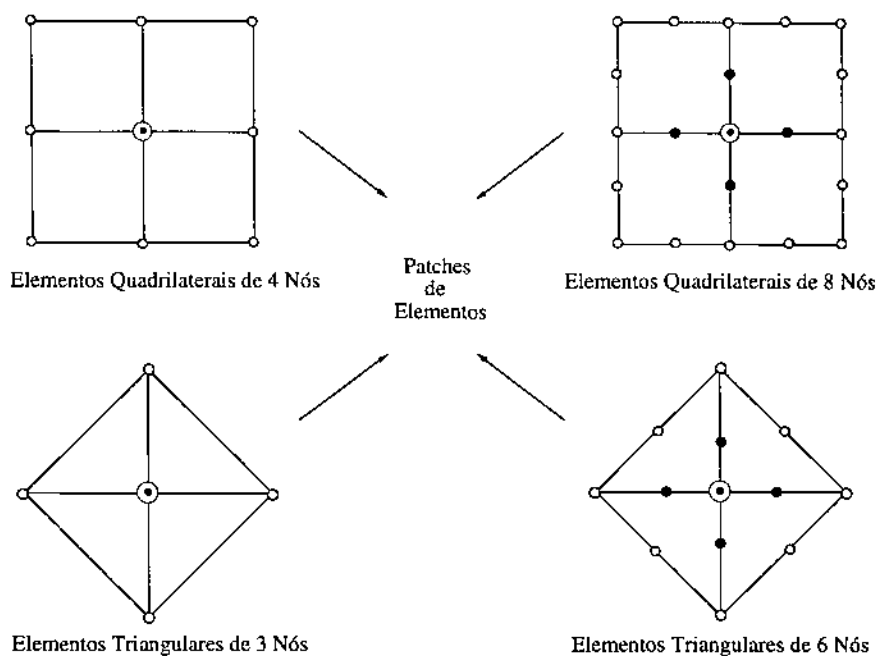 Elementos Quadrilaterais de 4 Nós
Patches
de
Elementos
Elementos Quadrilaterais de 8 Nós
Elementos Triangulares de 3 Nós
Elementos Triangulares de 6 Nós